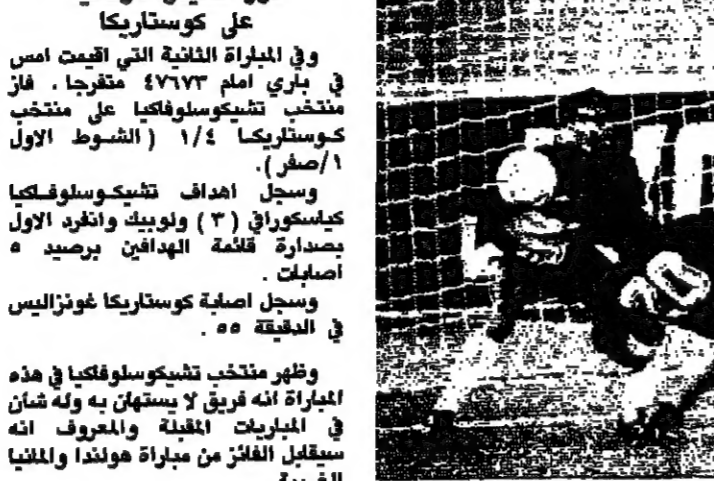 على كوستاريكا
وفي المباراة الثانية التي اقيمت امس
في باري امام ٤٧٦٧٣ متفرجا ، فاز
منتخب تشيكوسلوفاكيا على منتخب
كوستاريكا ١/٤ ( الشوط الاول
١/صفر ) .
وسجل اهداف تشيكوسلوفاكيا
كياسكورافي ( ٣ ) ولوبيك وانفرد الاول
بصدارة قائمة الهدافين برصيد ٥
اصابات .
وسجل اصابة كوستاريكا غونزاليس
في الدقيقة ٥٥ .
وظهر منتخب تشيكوسلوفاكيا في هذه
المباراة انه فريق لا يستهان به وله شأن
في المباريات المقبلة والمعروف انه
سيقابل الفائز من مباراة هولندا والمانيا